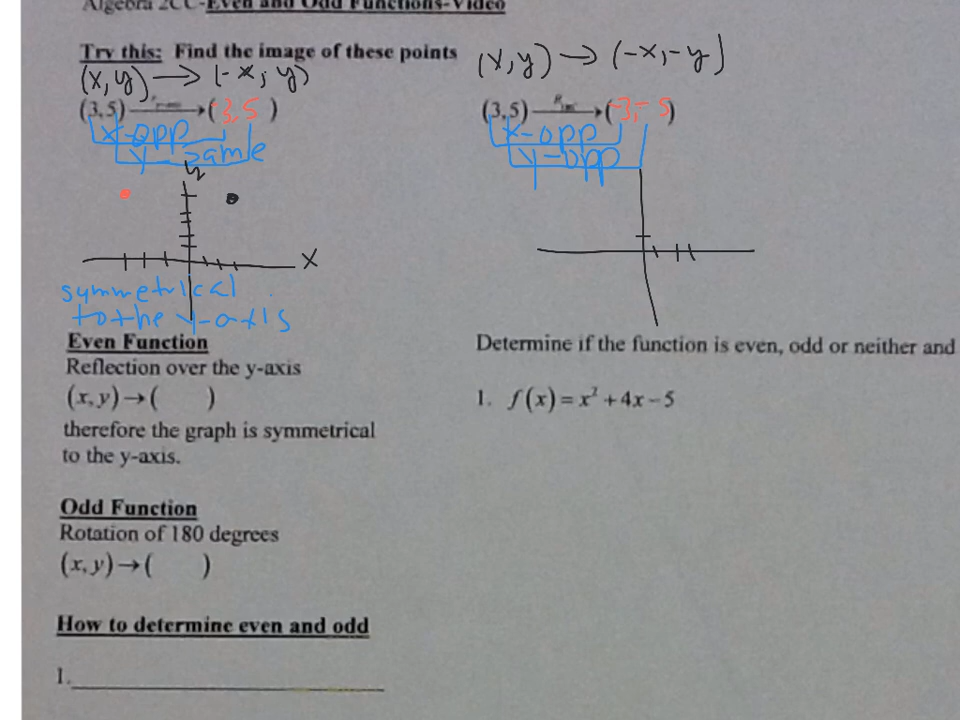 Algebra 2CC-Even and Odd Functions-Video
Try this: Find the image of these points
(x,y) → (-x, y)
(3,5) → (-3,5)
x-opp
y-same
y
x
symmetrical
to the y-axis
(x,y) → (-x,-y)
(3,5) → (-3,-5)
x-opp
y-opp
Even Function
Reflection over the y-axis
(x,y)→( )
therefore the graph is symmetrical
to the y-axis.
Odd Function
Rotation of 180 degrees
(x,y)→( )
How to determine even and odd
1.
Determine if the function is even, odd or neither and
1. f(x)=x²+4x-5